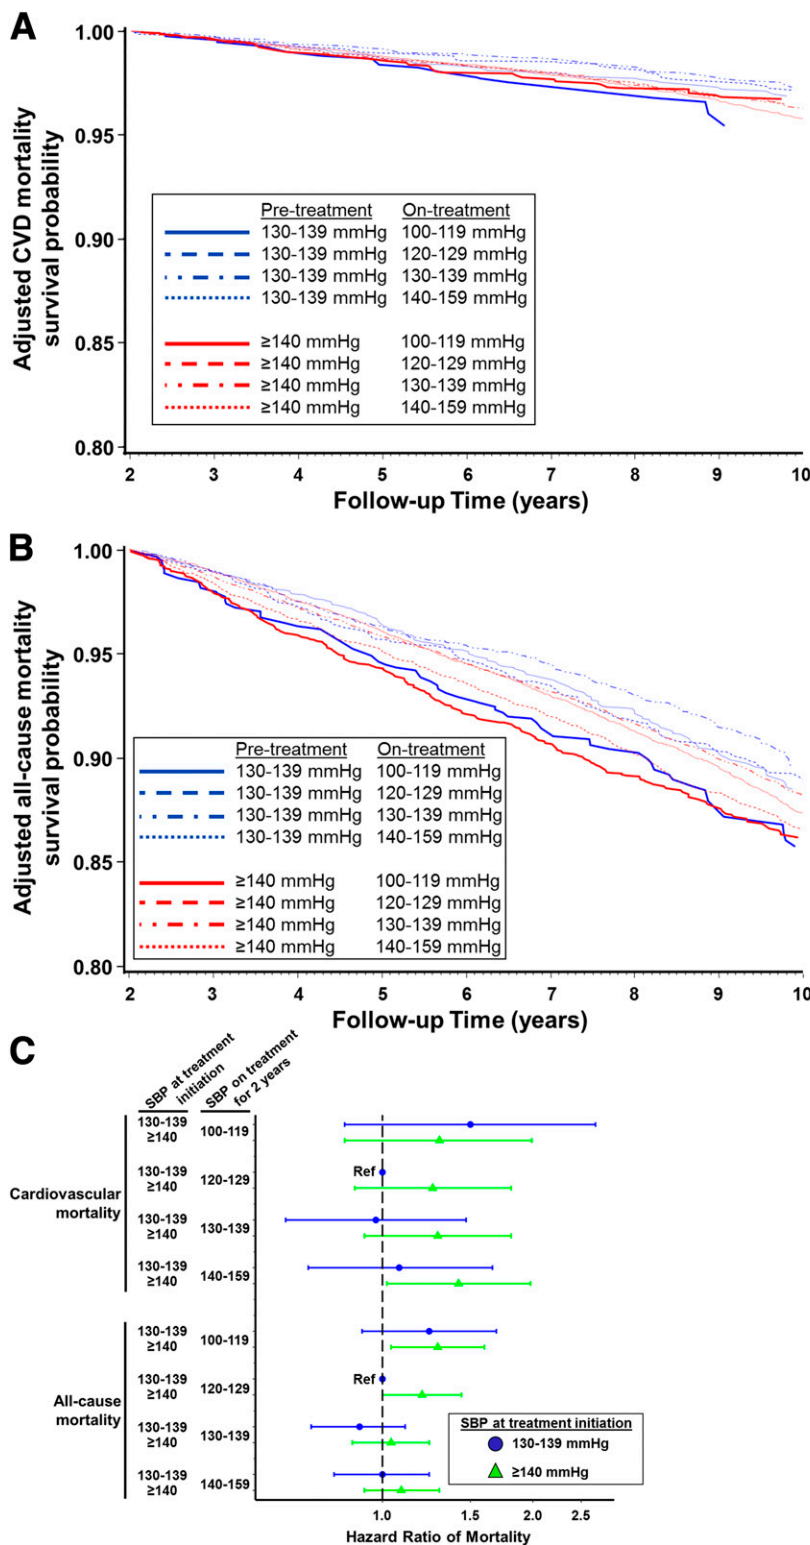 A
Adjusted CVD mortality
survival probability
1.00
0.95
0.90
0.85
0.80
Pre-treatment On-treatment
130-139 mmHg 100-119 mmHg
130-139 mmHg 120-129 mmHg
130-139 mmHg 130-139 mmHg
130-139 mmHg 140-159 mmHg
≥140 mmHg 100-119 mmHg
≥140 mmHg 120-129 mmHg
≥140 mmHg 130-139 mmHg
≥140 mmHg 140-159 mmHg
2 3 4 5 6 7 8 9 10
Follow-up Time (years)
B
Adjusted all-cause mortality
survival probability
1.00
0.95
0.90
0.85
0.80
Pre-treatment On-treatment
130-139 mmHg 100-119 mmHg
130-139 mmHg 120-129 mmHg
130-139 mmHg 130-139 mmHg
130-139 mmHg 140-159 mmHg
≥140 mmHg 100-119 mmHg
≥140 mmHg 120-129 mmHg
≥140 mmHg 130-139 mmHg
≥140 mmHg 140-159 mmHg
2 3 4 5 6 7 8 9 10
Follow-up Time (years)
C
SBP at treatment
initiation
SBP on treatment
for 2 years
Cardiovascular
mortality
130-139
≥140
100-119
130-139
≥140
120-129
Ref
130-139
≥140
130-139
130-139
≥140
140-159
All-cause
mortality
130-139
≥140
100-119
130-139
≥140
120-129
Ref
130-139
≥140
130-139
130-139
≥140
140-159
SBP at treatment initiation
130-139 mmHg
≥140 mmHg
1.0 1.5 2.0 2.5
Hazard Ratio of Mortality